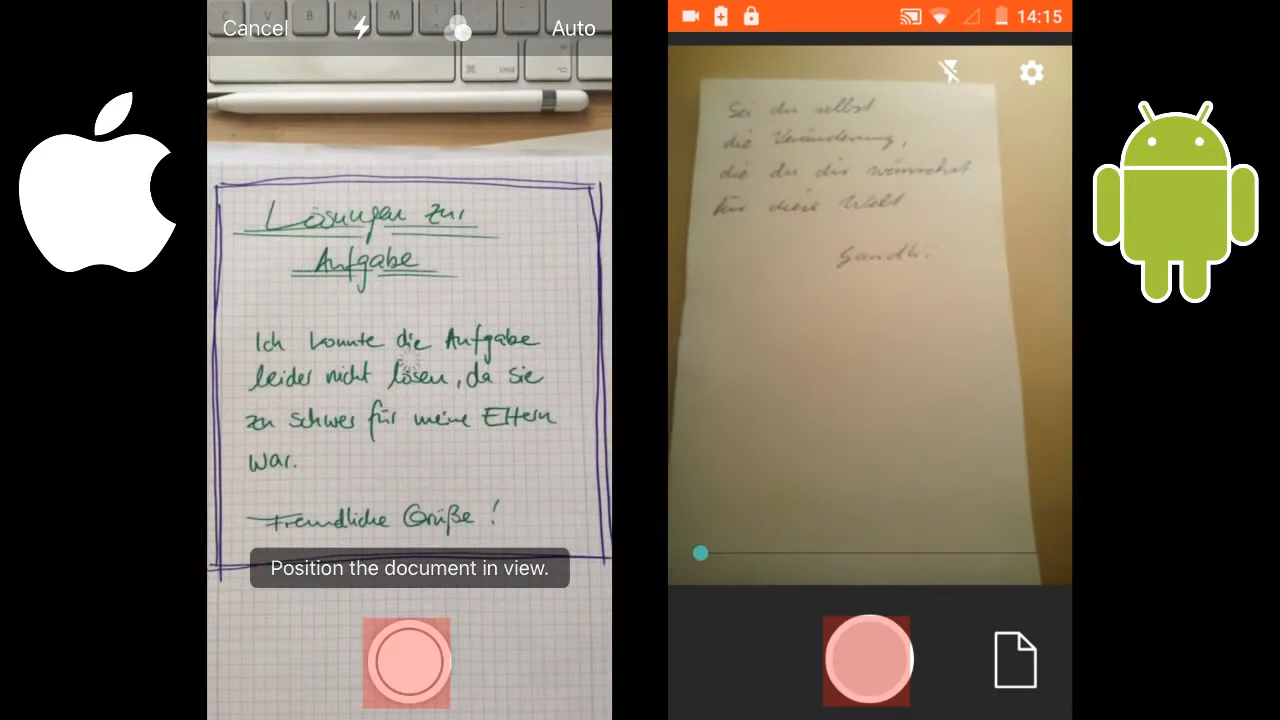 Cancel
Auto
Lösungen zur
Aufgabe
Ich konnte die Aufgabe
leider nicht lösen, da sie
zu schwer für meine Eltern
war.
Freundliche Grüße!
Position the document in view.
14:15
Sei du selbst
die Veränderung,
die du dir wünschst
für diese Welt
Gandhi